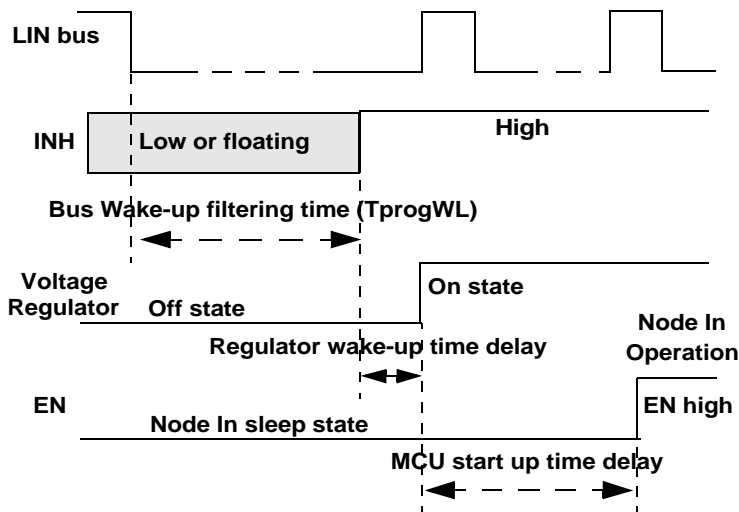 LIN bus
INH
Low or floating
High
Bus Wake-up filtering time (TprogWL)
Voltage
Regulator
Off state
On state
Regulator wake-up time delay
Node In
Operation
EN
Node In sleep state
EN high
MCU start up time delay